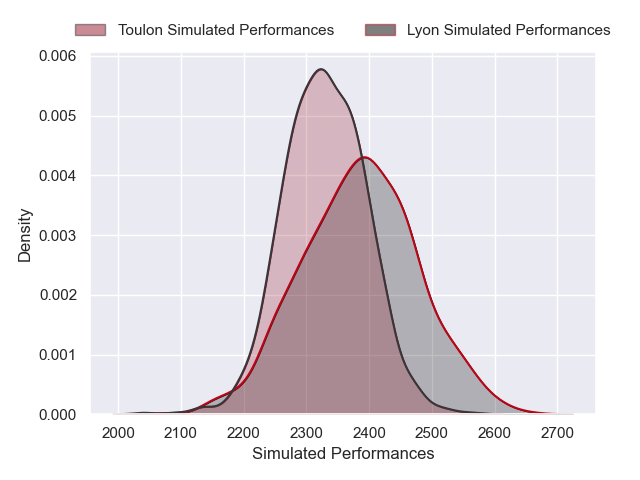 Toulon Simulated Performances Lyon Simulated Performances
0.006
0.005
0.004
0.003
0.002
0.001
0.000
Density
2000 2100 2200 2300 2400 2500 2600 2700
Simulated Performances